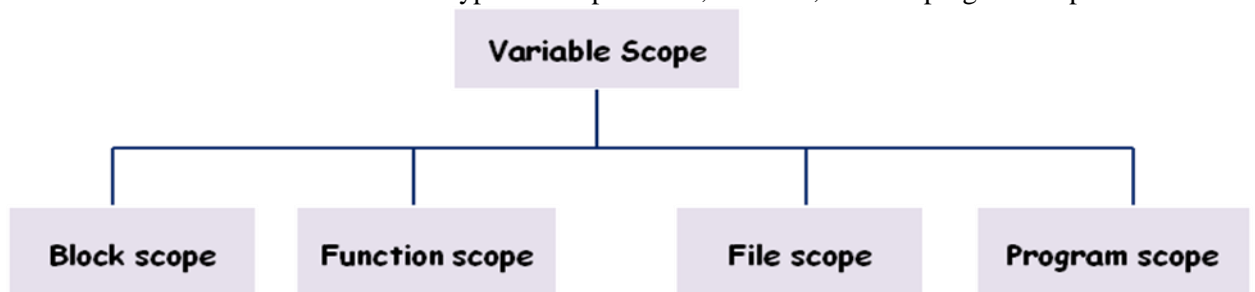 Variable Scope
Block scope
Function scope
File scope
Program scope